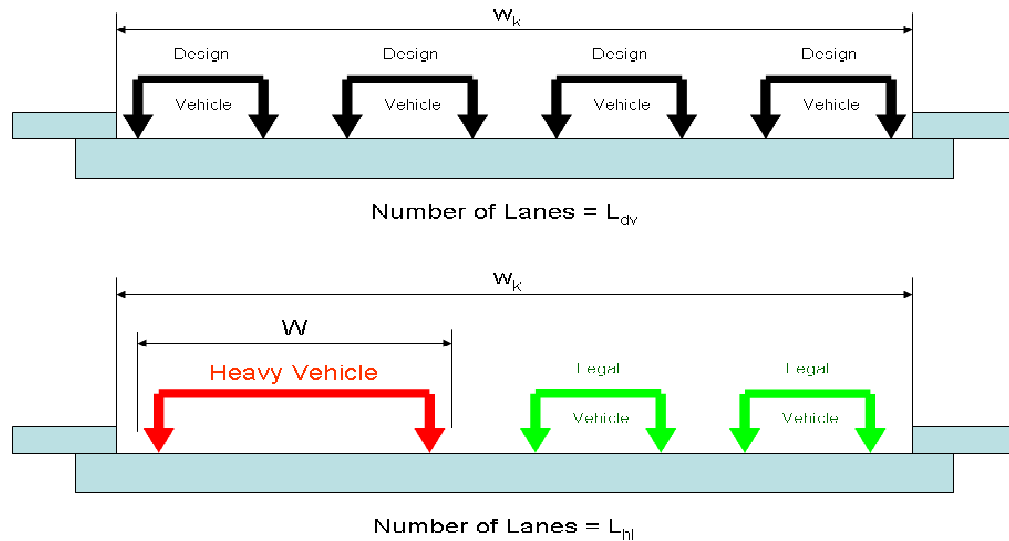 Wk
Design Design Design Design
Vehicle Vehicle Vehicle Vehicle
Number of Lanes = Ldv
Wk
W
Heavy Vehicle Legal Legal
Vehicle Vehicle
Number of Lanes = Lhl